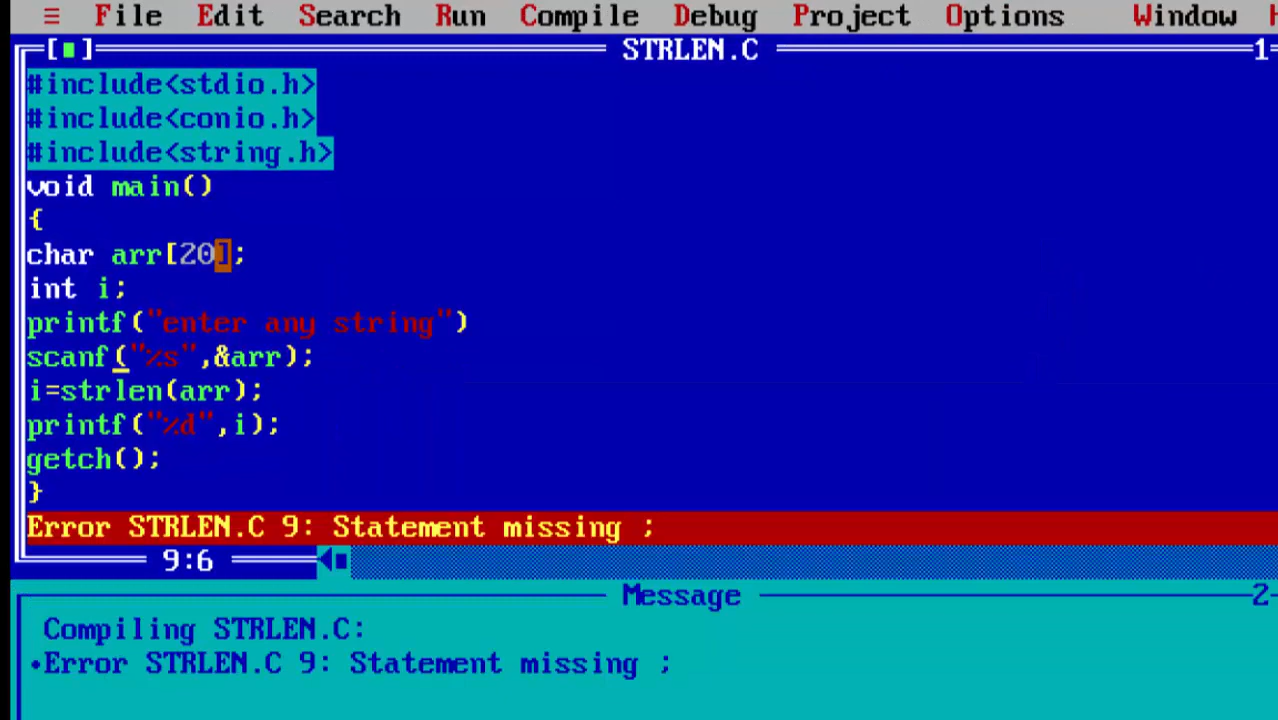 ≡ File Edit Search Run Compile Debug Project Options Window
[■] STRLEN.C 1
#include<stdio.h>
#include<conio.h>
#include<string.h>
void main()
{
char arr[20];
int i;
printf("enter any string")
scanf("%s",&arr);
i=strlen(arr);
printf("%d",i);
getch();
}
Error STRLEN.C 9: Statement missing ;
9:6
Message 2
Compiling STRLEN.C:
•Error STRLEN.C 9: Statement missing ;